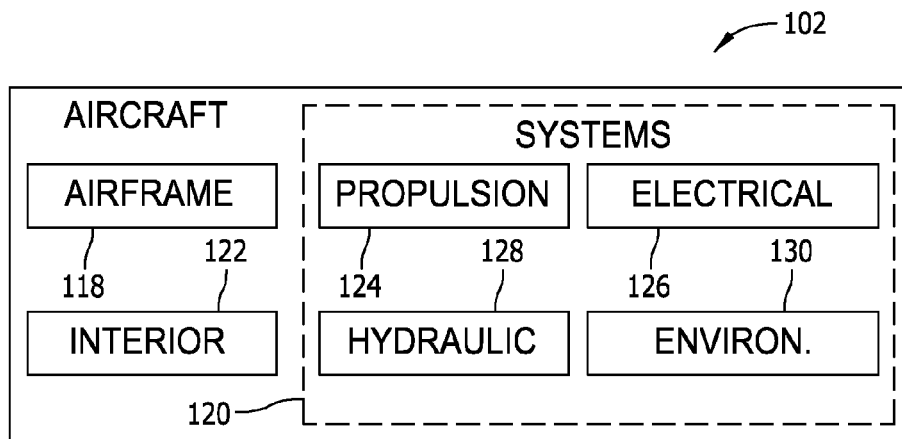 102
AIRCRAFT
SYSTEMS
AIRFRAME
PROPULSION
ELECTRICAL
118
122
124
128
126
130
INTERIOR
HYDRAULIC
ENVIRON.
120